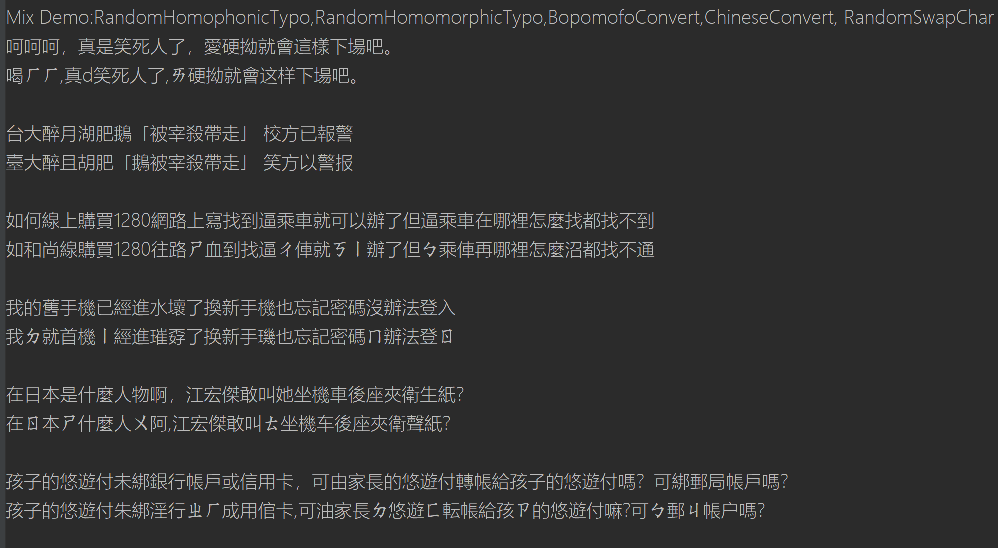 Mix Demo:RandomHomophonicTypo,RandomHomomorphicTypo,BopomofoConvert,ChineseConvert, RandomSwapChar
呵呵呵，真是笑死人了，愛硬拗就會這樣下場吧。
喝ㄏㄏ,真d笑死人了,ㄞ硬拗就會这样下場吧。
台大醉月湖肥鵝「被宰殺帶走」 校方已報警
臺大醉且胡肥「鵝被宰殺帶走」 笑方以警报
如何線上購買1280網路上寫找到逼乘車就可以辦了但逼乘車在哪裡怎麼找都找不到
如和尚線購買1280往路ㄕ血到找逼ㄔ俥就ㄎㄧ辦了但ㄅ乘俥再哪裡怎麼沼都找不通
我的舊手機已經進水壞了換新手機也忘記密碼沒辦法登入
我ㄉ就首機ㄧ經進璀孬了換新手璣也忘記密碼ㄇ辦法登ㄖ
在日本是什麼人物啊，江宏傑敢叫她坐機車後座夾衛生紙?
在ㄖ本ㄕ什麼人ㄨ阿,江宏傑敢叫ㄊ坐機车後座夾衛聲紙?
孩子的悠遊付未綁銀行帳戶或信用卡，可由家長的悠遊付轉帳給孩子的悠遊付嗎？可綁郵局帳戶嗎?
孩子的悠遊付朱綁淫行ㄓㄏ成用倌卡,可油家長ㄉ悠遊ㄈ転帳給孩ㄗ的悠遊付嘛?可ㄅ郵ㄐ帳户嗎?